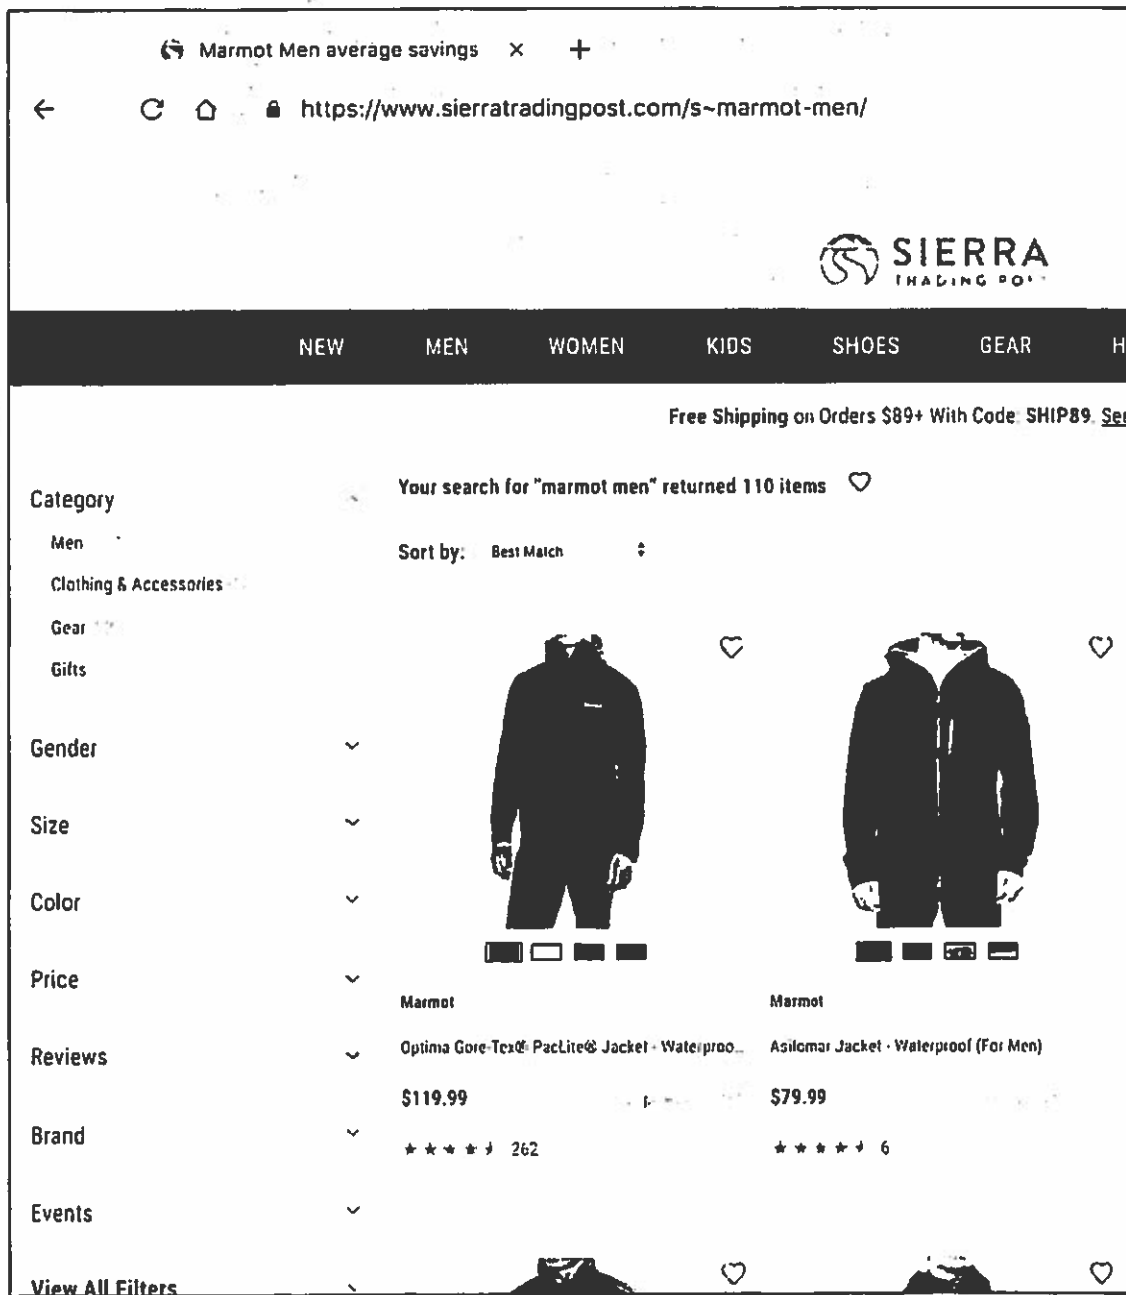 Marmot Men average savings × +
https://www.sierratradingpost.com/s~marmot-men/
SIERRA
TRADING
NEW MEN WOMEN KIDS SHOES GEAR H
Free Shipping on Orders $89+ With Code: SHIP89.
Category
Men
Clothing & Accessories
Gear
Gifts
Gender
Size
Color
Price
Reviews
Brand
Events
View All Filters
Your search for "marmot men" returned 110 items
Sort by: Best Match
Marmot
Optima Gore-Tex® PacLite® Jacket - Waterproo...
$119.99
262
Marmot
Asilomar Jacket - Waterproof (For Men)
$79.99
6